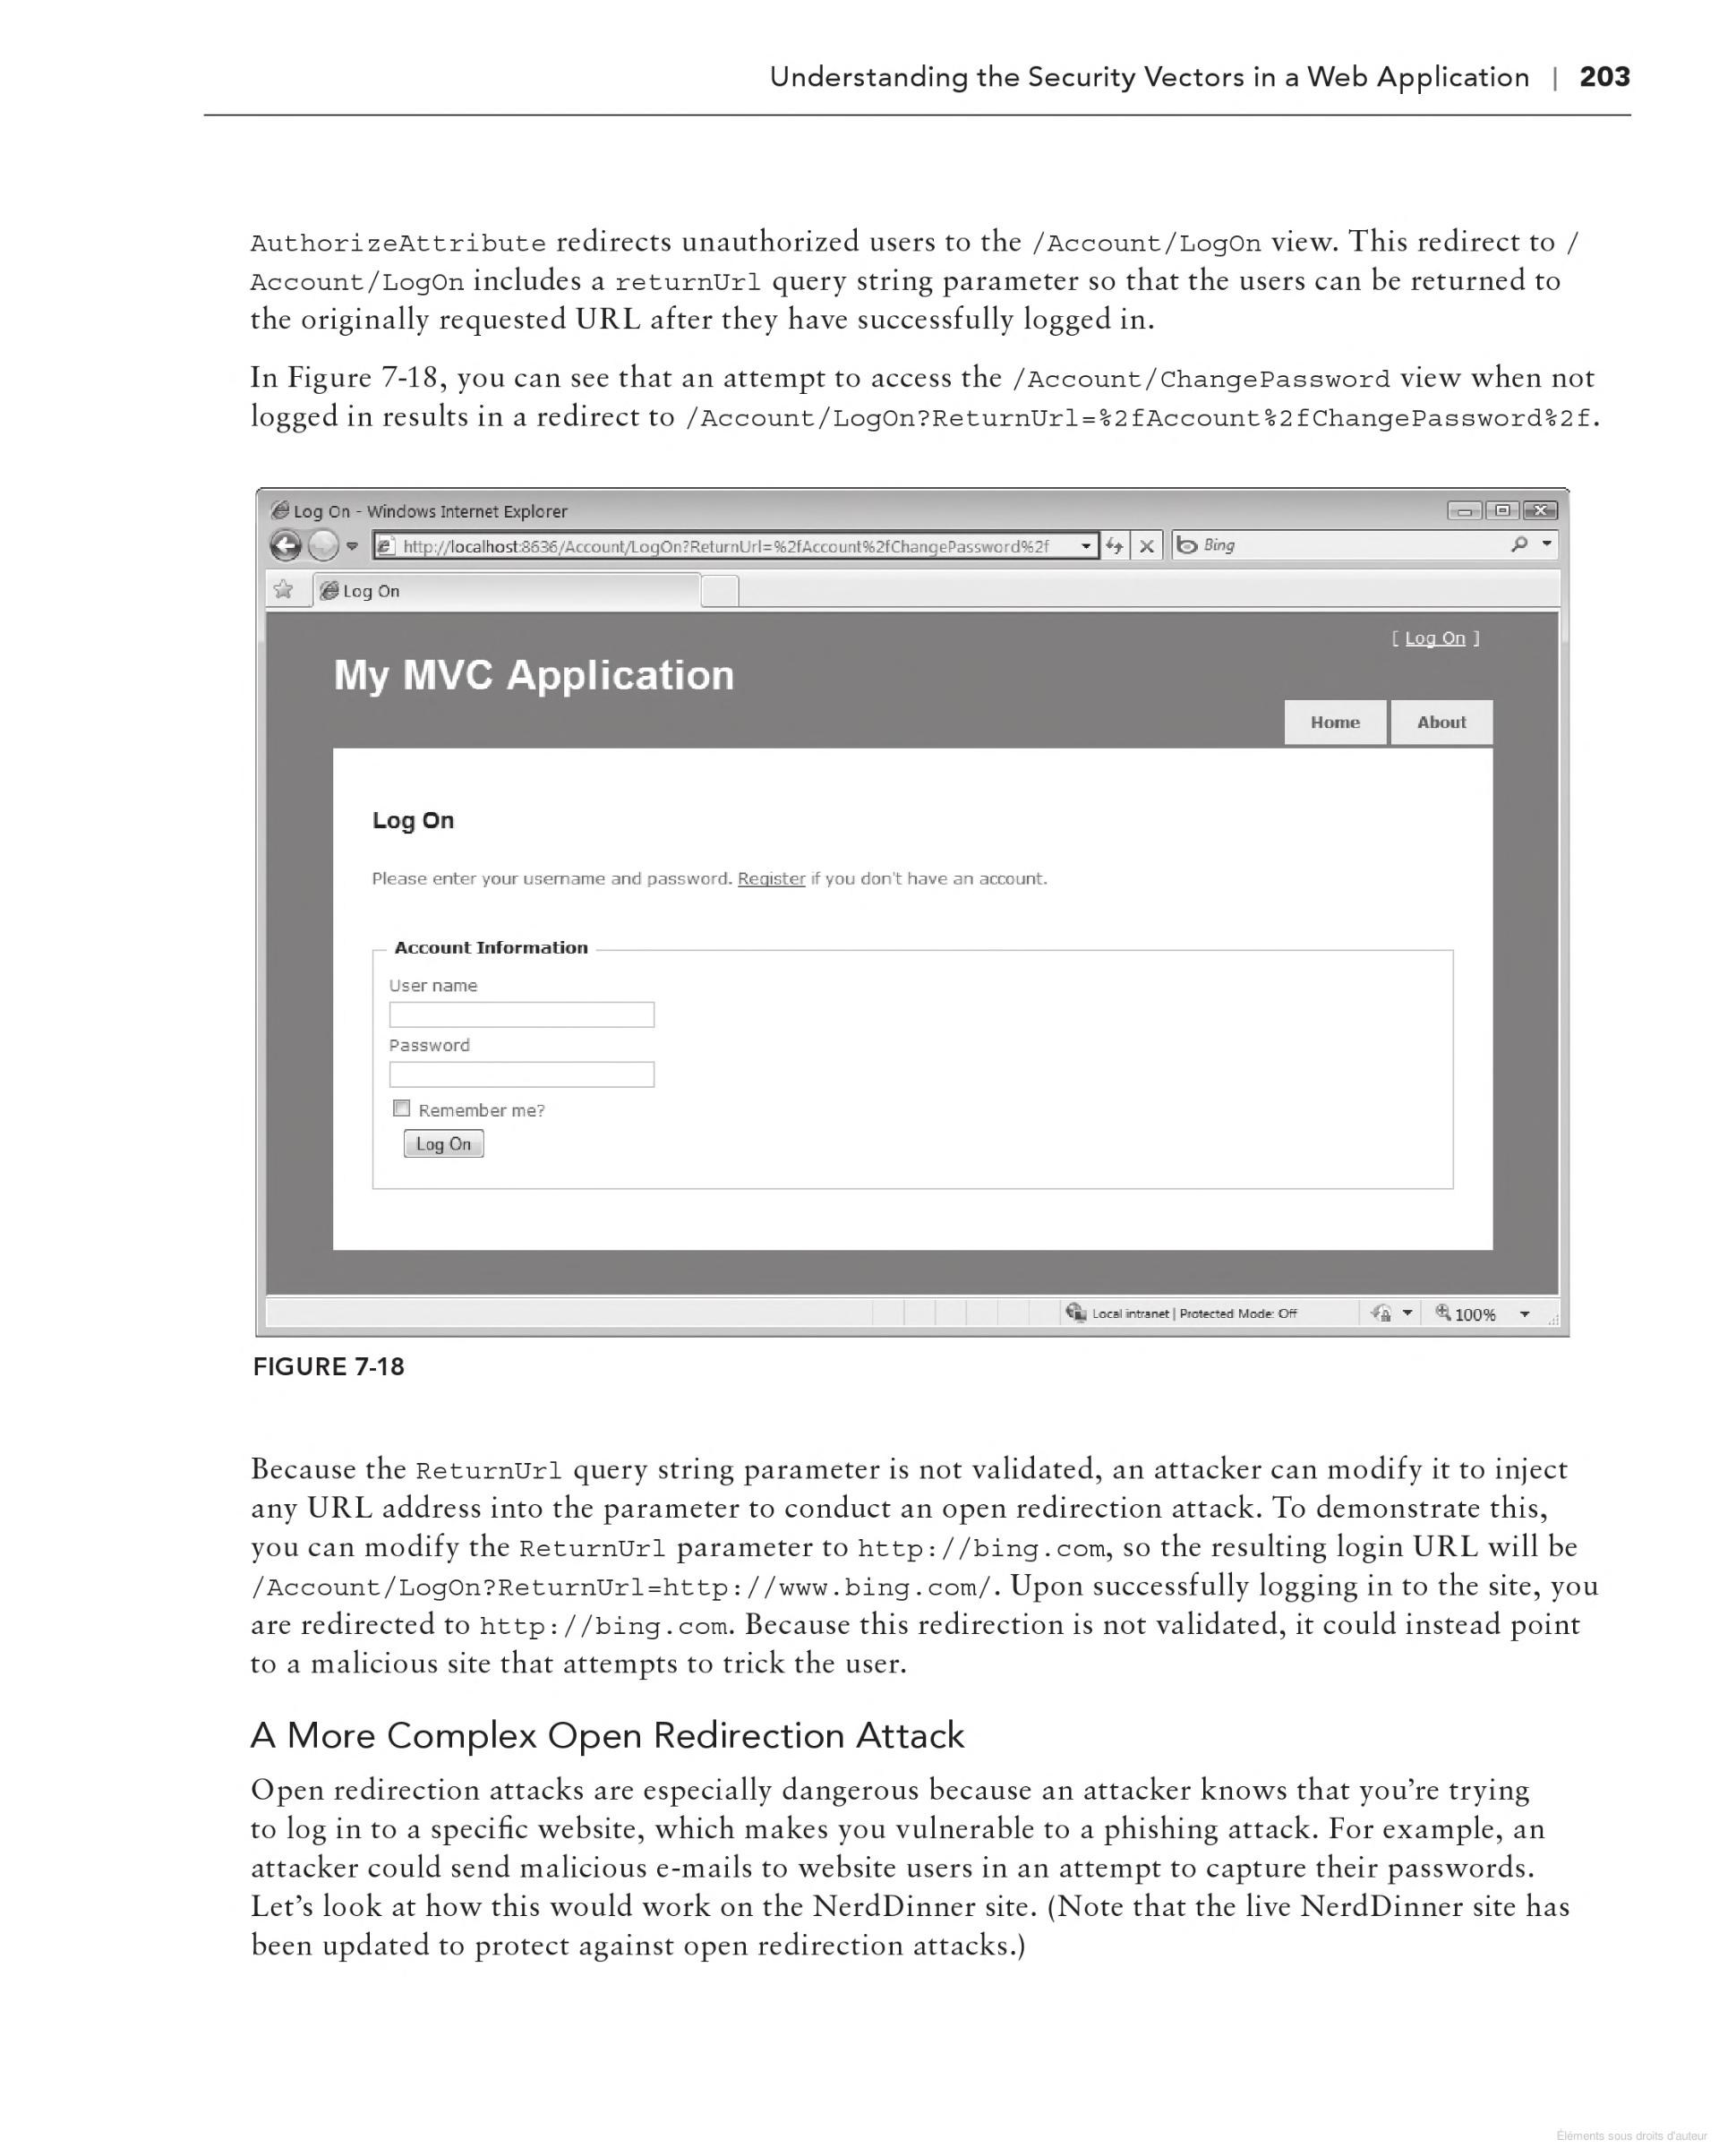 Understanding the Security Vectors in a Web Application | 203
AuthorizeAttribute redirects unauthorized users to the /Account/LogOn view. This redirect to /
Account/LogOn includes a returnUrl query string parameter so that the users can be returned to
the originally requested URL after they have successfully logged in.
In Figure 7-18, you can see that an attempt to access the /Account/ChangePassword view when not
logged in results in a redirect to /Account/LogOn?ReturnUrl=%2fAccount%2fChangePassword%2f.
Log On - Windows Internet Explorer
http://localhost:8636/Account/LogOn?ReturnUrl=%2fAccount%2fChangePassword%2f
Bing
Log On
[ Log On ]
My MVC Application
Home About
Log On
Please enter your username and password. Register if you don't have an account.
Account Information
User name
Password
Remember me?
Log On
Local intranet | Protected Mode: Off
100%
FIGURE 7-18
Because the ReturnUrl query string parameter is not validated, an attacker can modify it to inject
any URL address into the parameter to conduct an open redirection attack. To demonstrate this,
you can modify the ReturnUrl parameter to http://bing.com, so the resulting login URL will be
/Account/LogOn?ReturnUrl=http://www.bing.com/. Upon successfully logging in to the site, you
are redirected to http://bing.com. Because this redirection is not validated, it could instead point
to a malicious site that attempts to trick the user.
A More Complex Open Redirection Attack
Open redirection attacks are especially dangerous because an attacker knows that you're trying
to log in to a specific website, which makes you vulnerable to a phishing attack. For example, an
attacker could send malicious e-mails to website users in an attempt to capture their passwords.
Let's look at how this would work on the NerdDinner site. (Note that the live NerdDinner site has
been updated to protect against open redirection attacks.)
Éléments sous droits d'auteur